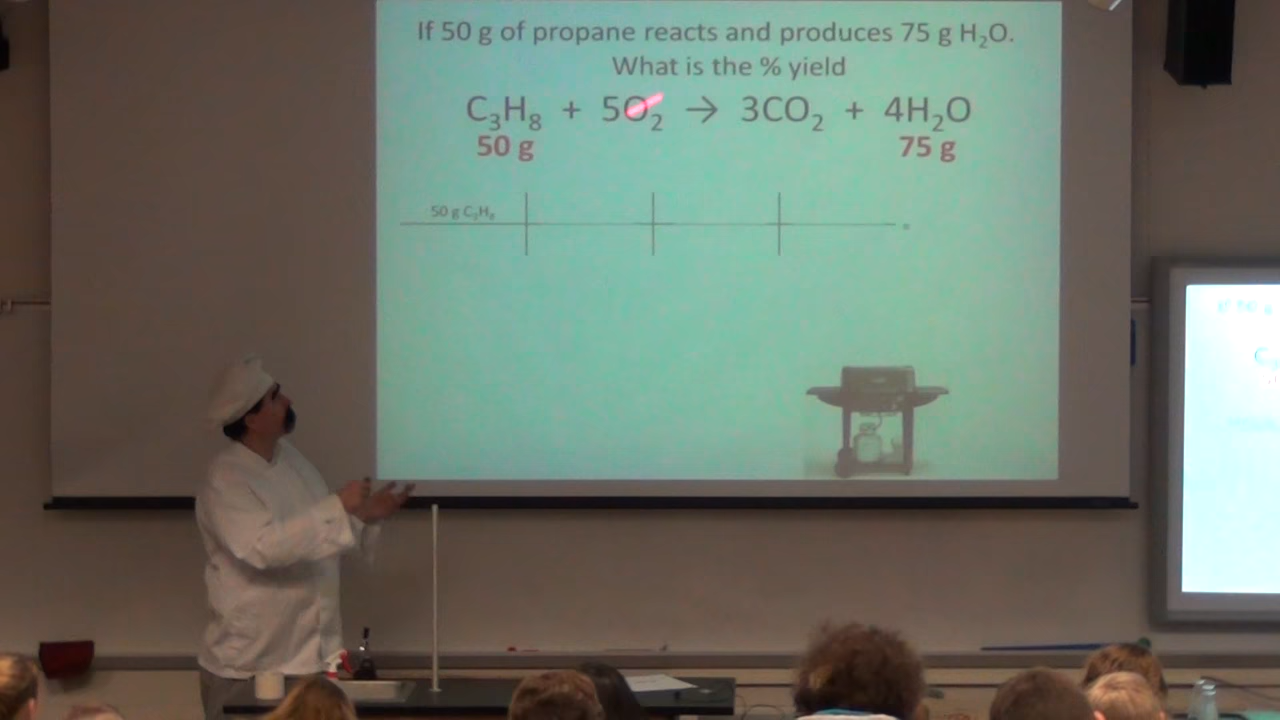 If 50 g of propane reacts and produces 75 g H₂O.
What is the % yield
C₃H₈ + 5O₂ → 3CO₂ + 4H₂O
50 g 75 g
50 g C₃H₈